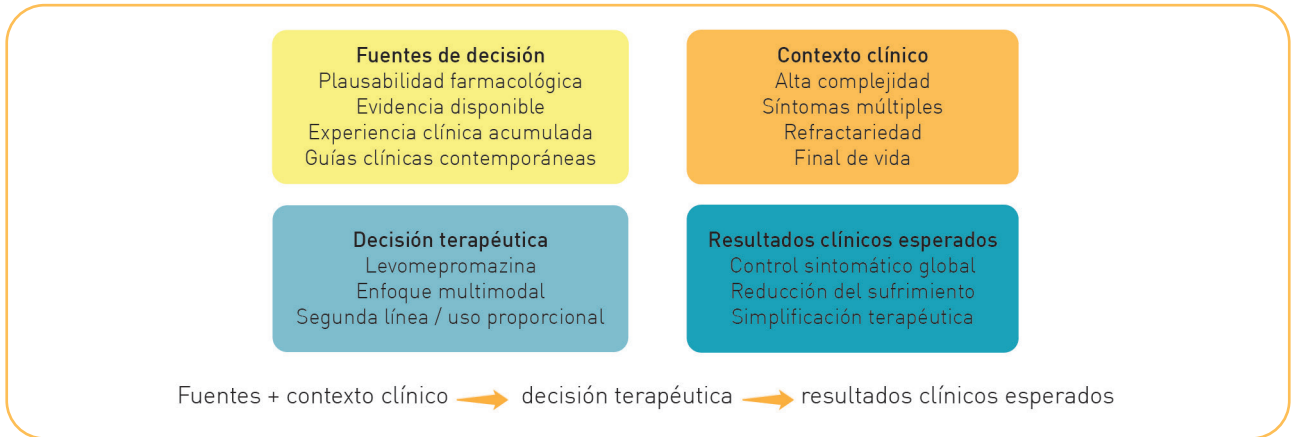 Fuentes de decisión
Plausabilidad farmacológica
Evidencia disponible
Experiencia clínica acumulada
Guías clínicas contemporáneas
Contexto clínico
Alta complejidad
Síntomas múltiples
Refractariedad
Final de vida
Decisión terapéutica
Levomepromazina
Enfoque multimodal
Segunda línea / uso proporcional
Resultados clínicos esperados
Control sintomático global
Reducción del sufrimiento
Simplificación terapéutica
Fuentes + contexto clínico → decisión terapéutica → resultados clínicos esperados